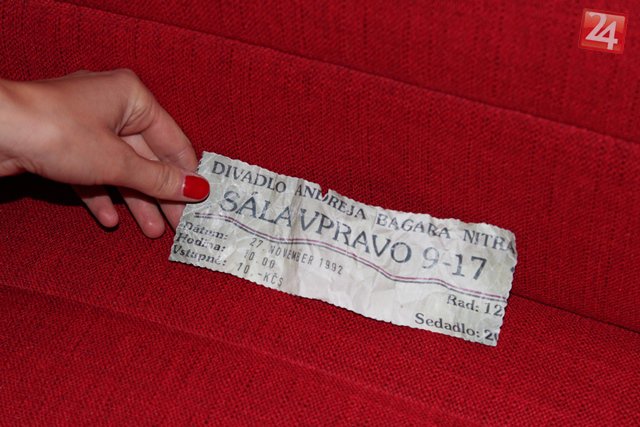 24
DIVADLO ANDREJA BAGARA NITRA
SÁLA VPRAVO 9-17
Dátum: 27 NOVEMBER 1992
Hodina: 10.00
Vstupné: 10.-KČS
Rad: 12
Sedadlo: